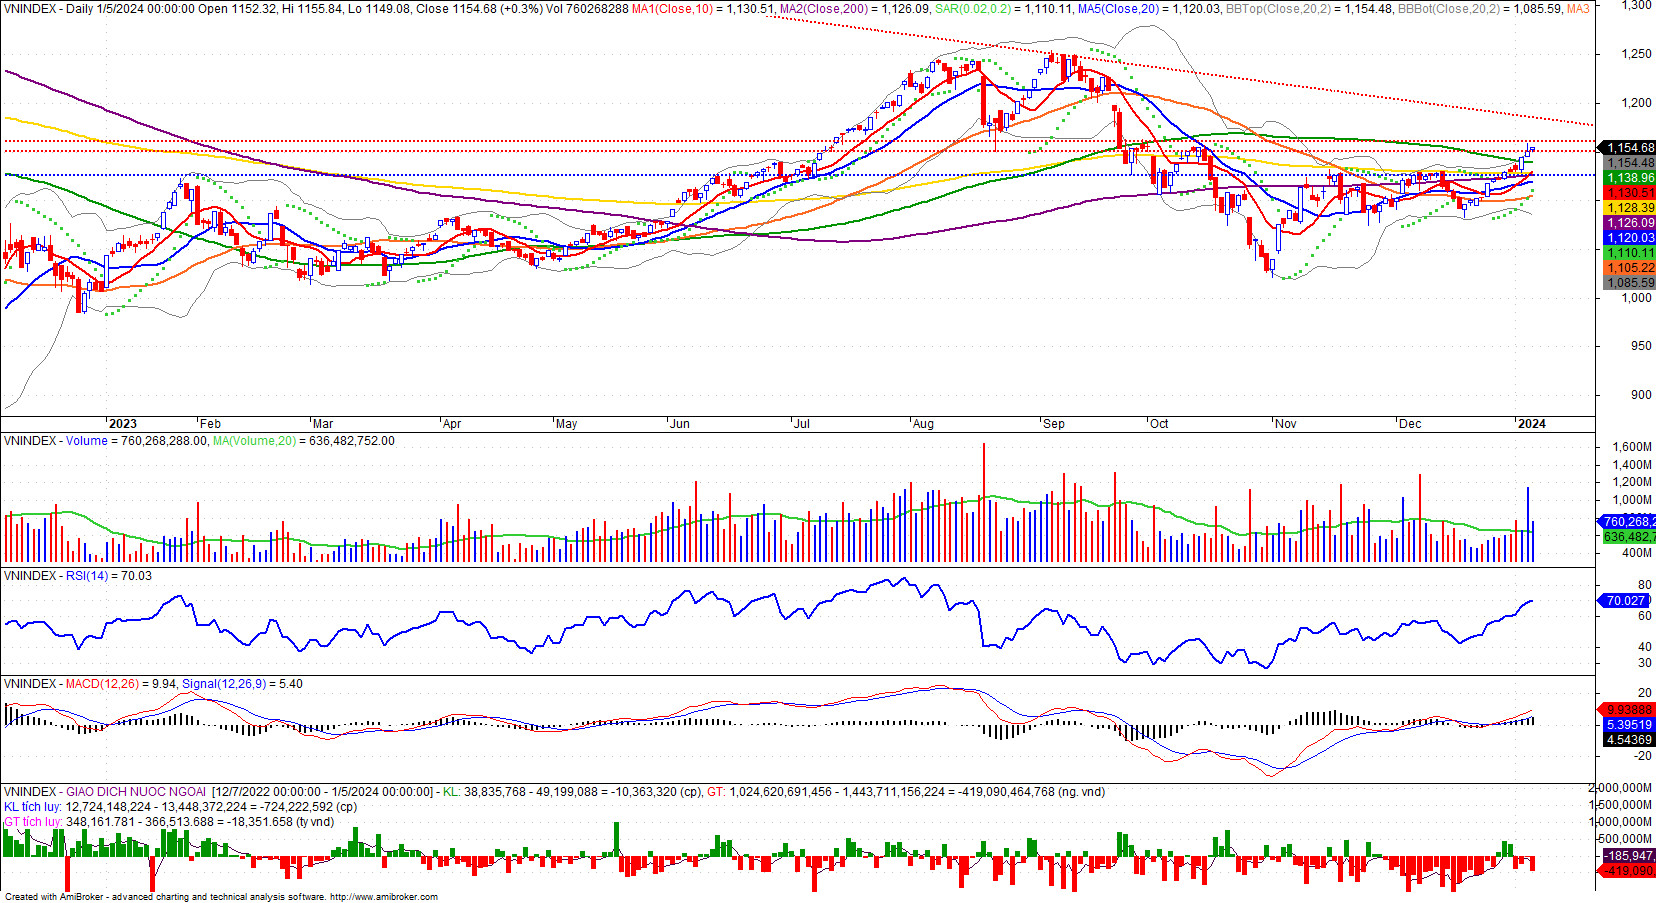 VNINDEX - Daily 1/5/2024 00:00:00 Open 1152.32, Hi 1155.84, Lo 1149.08, Close 1154.68 (+0.3%) Vol 760268288 MA1(Close,10) = 1,130.51, MA2(Close,200) = 1,126.09, SAR(0.02,0.2) = 1,110.11, MA5(Close,20) = 1,120.03, BBTop(Close,20,2) = 1,154.48, BBBot(Close,20,2) = 1,085.59, MA3
1,300
1,250
1,200
1,154.68
1,154.48
1,138.96
1,130.51
1,128.39
1,126.09
1,120.03
1,110.11
1,105.22
1,085.59
1,000
950
900
2023 Feb Mar Apr May Jun Jul Aug Sep Oct Nov Dec 2024
VNINDEX - Volume = 760,268,288.00, MA(Volume,20) = 636,482,752.00
1,600M
1,400M
1,200M
1,000M
760,268,2
636,482,7
400M
VNINDEX - RSI(14) = 70.03
80
70.027
60
40
30
VNINDEX - MACD(12,26) = 9.94, Signal(12,26,9) = 5.40
20
9.93888
5.39519
4.54369
-20
VNINDEX - GIAO DICH NUOC NGOAI [12/7/2022 00:00:00 - 1/5/2024 00:00:00] - KL: 38,835,768 - 49,199,088 = -10,363,320 (cp), GT: 1,024,620,691,456 - 1,443,711,156,224 = -419,090,464,768 (ng. vnd)
KL tích luy: 12,724,148,224 - 13,448,372,224 = -724,222,592 (cp)
GT tích luy: 348,161.781 - 366,513.688 = -18,351.658 (ty vnd)
2,000,000M
1,500,000M
1,000,000M
500,000M
-185,947,
-419,090,
Created with AmiBroker - advanced charting and technical analysis software. http://www.amibroker.com